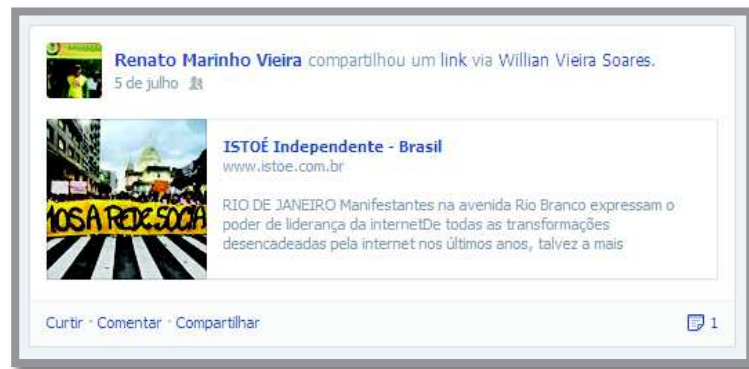 Renato Marinho Vieira compartilhou um link via Willian Vieira Soares.
5 de julho
ISTOÉ Independente - Brasil
www.istoe.com.br
RIO DE JANEIRO Manifestantes na avenida Rio Branco expressam o
poder de liderança da internetDe todas as transformações
desencadeadas pela internet nos últimos anos, talvez a mais
MOS A REDE SOCIA
Curtir · Comentar · Compartilhar
1